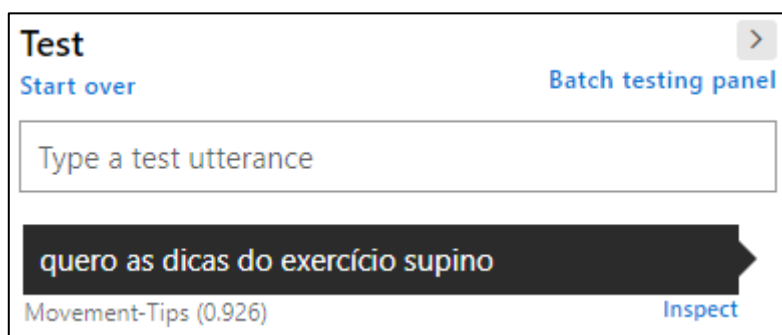 Test
Start over
Batch testing panel
Type a test utterance
quero as dicas do exercício supino
Movement-Tips (0.926)
Inspect